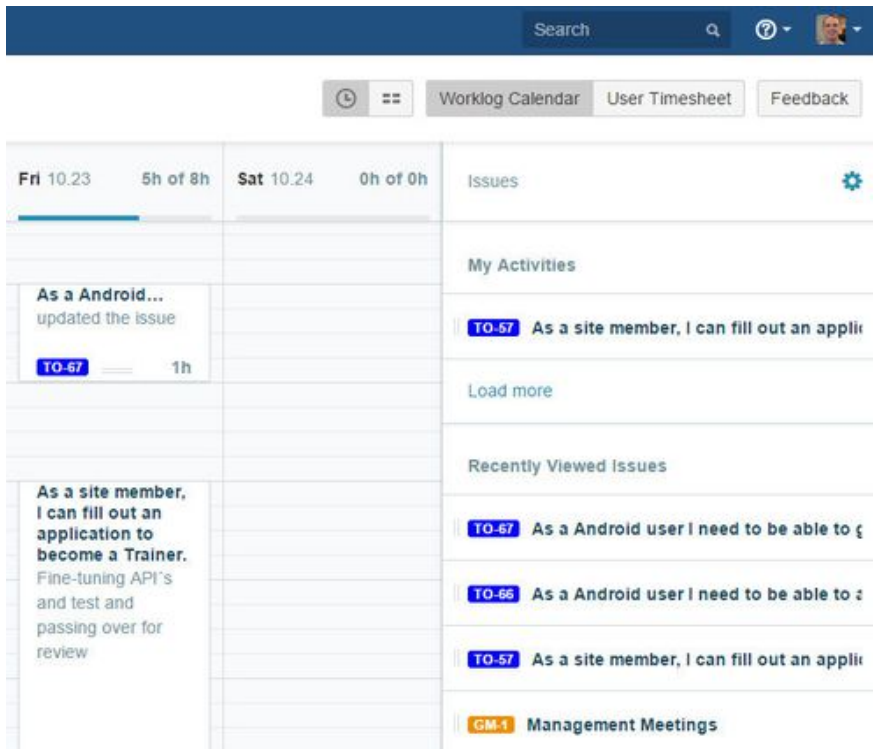 Search
Worklog Calendar
User Timesheet
Feedback
Fri 10.23 5h of 8h
Sat 10.24 0h of 0h
As a Android...
updated the issue
TO-67 1h
As a site member,
I can fill out an
application to
become a Trainer.
Fine-tuning API´s
and test and
passing over for
review
Issues
My Activities
TO-57 As a site member, I can fill out an applic
Load more
Recently Viewed Issues
TO-67 As a Android user I need to be able to g
TO-66 As a Android user I need to be able to a
TO-57 As a site member, I can fill out an applic
GM-1 Management Meetings